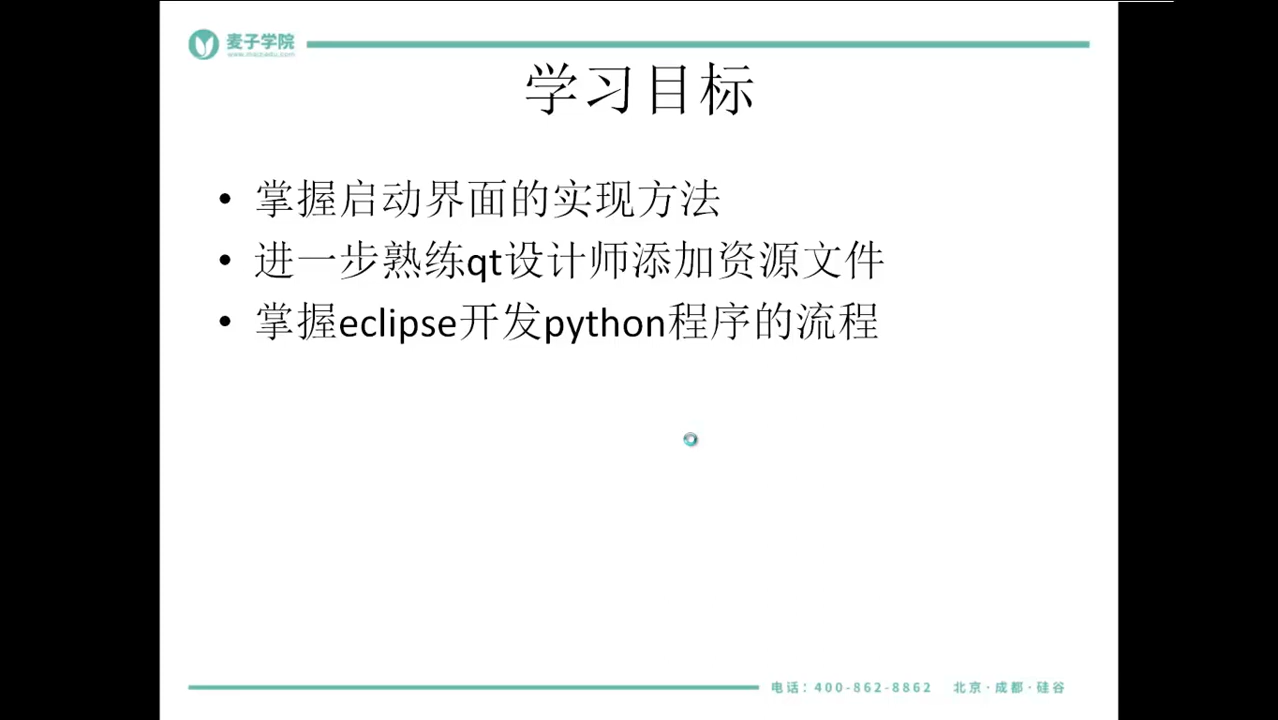 麦子学院
www.maiziedu.com
学习目标
• 掌握启动界面的实现方法
• 进一步熟练qt设计师添加资源文件
• 掌握eclipse开发python程序的流程
电话：400-862-8862 北京·成都·硅谷